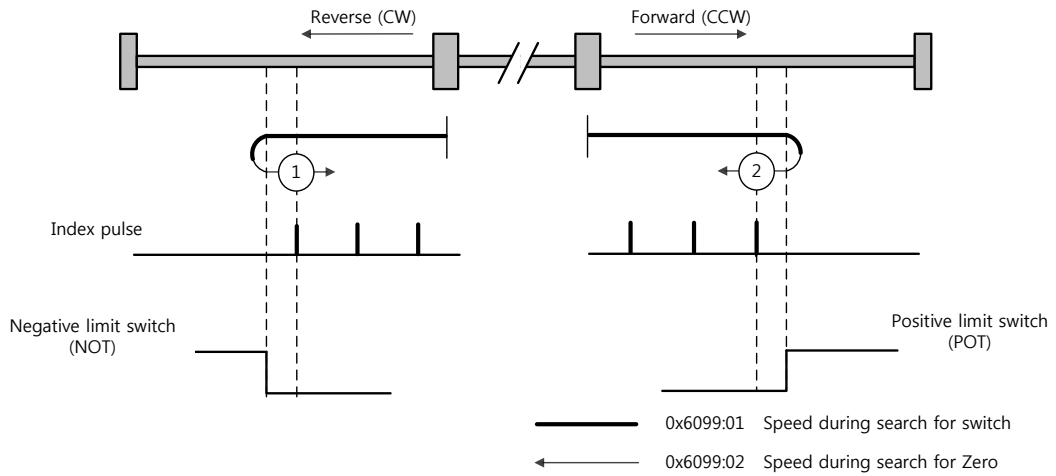 Reverse (CW)
Forward (CCW)
1
2
Index pulse
Negative limit switch
(NOT)
Positive limit switch
(POT)
0x6099:01 Speed during search for switch
0x6099:02 Speed during search for Zero